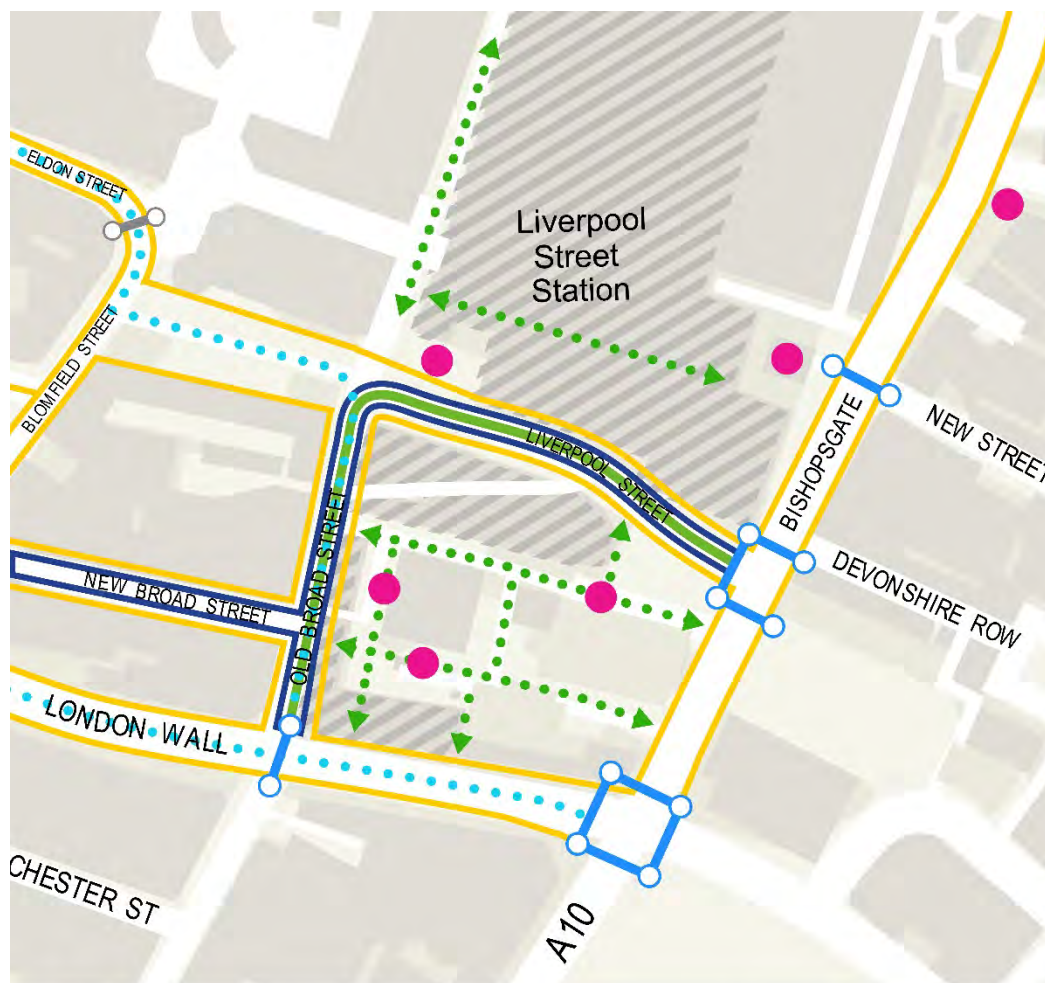 ELDON STREET
Liverpool
Street
Station
BLOMFIELD STREET
BISHOPSGATE
NEW STREET
LIVERPOOL STREET
OLD BROAD STREET
DEVONSHIRE ROW
NEW BROAD STREET
LONDON WALL
CHESTER ST
A10